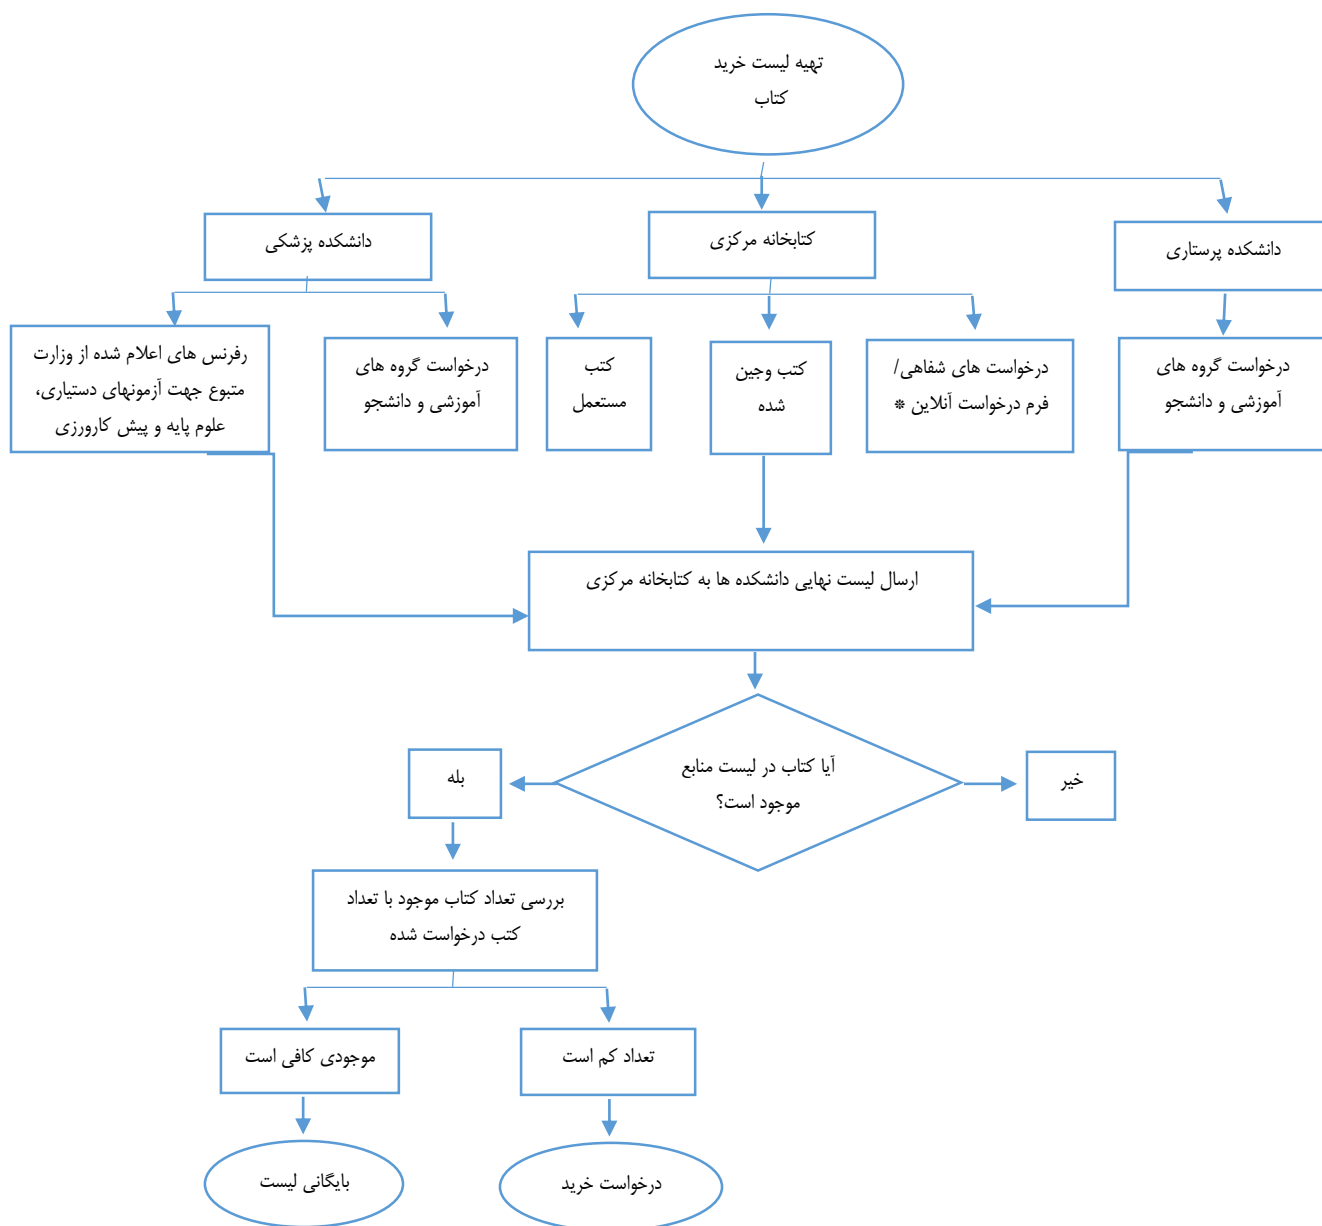 تهیه لیست خرید
کتاب
دانشکده پرستاری
کتابخانه مرکزی
دانشکده پزشکی
درخواست گروه های
آموزشی و دانشجو
درخواست های شفاهی/
فرم درخواست آنلاین *
کتب وجین
شده
کتب
مستعمل
درخواست گروه های
آموزشی و دانشجو
رفرنس های اعلام شده از وزارت
متبوع جهت آزمونهای دستیاری،
علوم پایه و پیش کارورزی
ارسال لیست نهایی دانشکده ها به کتابخانه مرکزی
آیا کتاب در لیست منابع
موجود است؟
خیر
بله
بررسی تعداد کتاب موجود با تعداد
کتب درخواست شده
تعداد کم است
موجودی کافی است
درخواست خرید
بایگانی لیست